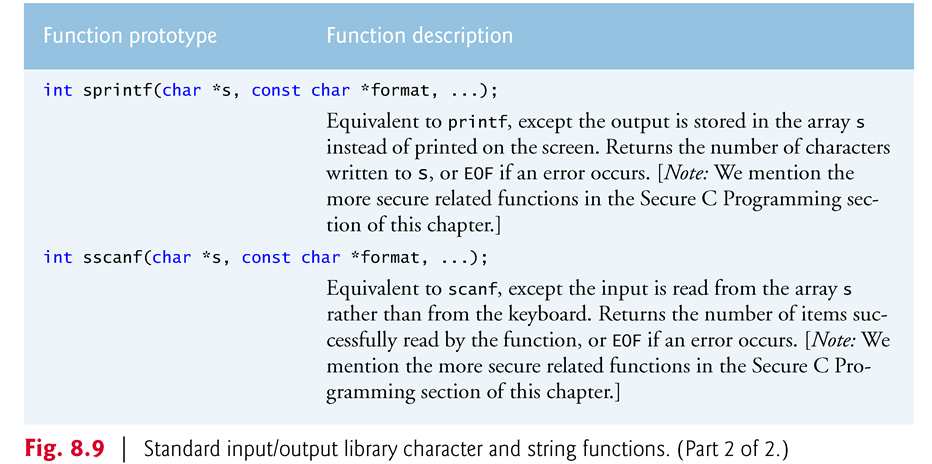 Function prototype Function description
int sprintf(char *s, const char *format, ...);
Equivalent to printf, except the output is stored in the array s
instead of printed on the screen. Returns the number of characters
written to s, or EOF if an error occurs. [Note: We mention the
more secure related functions in the Secure C Programming sec-
tion of this chapter.]
int sscanf(char *s, const char *format, ...);
Equivalent to scanf, except the input is read from the array s
rather than from the keyboard. Returns the number of items suc-
cessfully read by the function, or EOF if an error occurs. [Note: We
mention the more secure related functions in the Secure C Pro-
gramming section of this chapter.]
Fig. 8.9 | Standard input/output library character and string functions. (Part 2 of 2.)